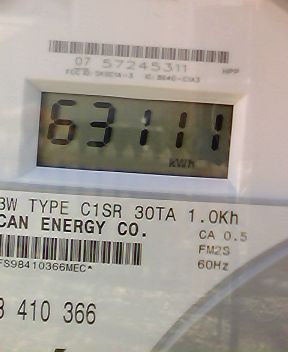 07 57245311
HPP
63111
kWh
3W TYPE C1SR 30TA 1.0Kh
CAN ENERGY CO.
CA 0.5
FM2S
60Hz
FS98410366MEC*
3 410 366